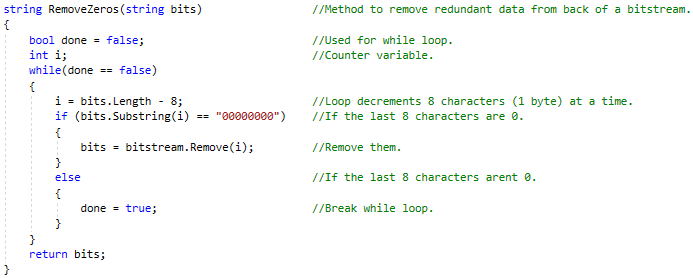 string RemoveZeros(string bits) //Method to remove redundant data from back of a bitstream.
{
bool done = false; //Used for while loop.
int i; //Counter variable.
while(done == false)
{
i = bits.Length - 8; //Loop decrements 8 characters (1 byte) at a time.
if (bits.Substring(i) == "00000000") //If the last 8 characters are 0.
{
bits = bitstream.Remove(i); //Remove them.
}
else //If the last 8 characters arent 0.
{
done = true; //Break while loop.
}
}
return bits;
}